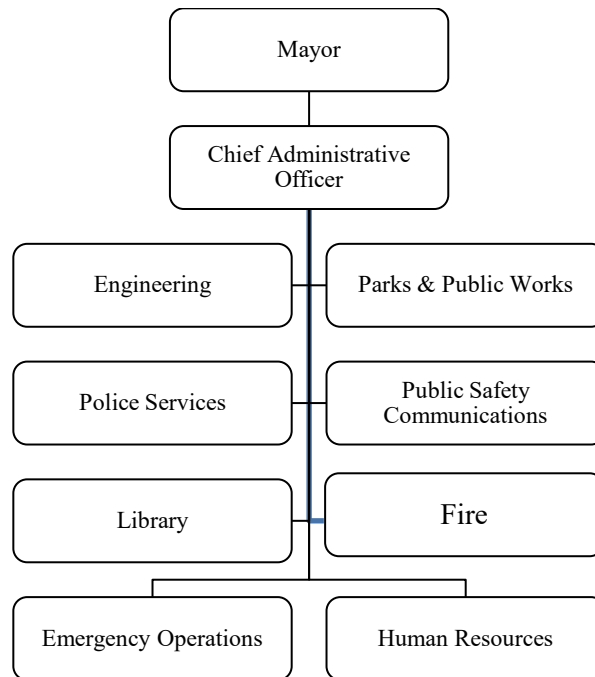 Mayor
Chief Administrative
Officer
Engineering
Parks & Public Works
Police Services
Public Safety
Communications
Library
Fire
Emergency Operations
Human Resources